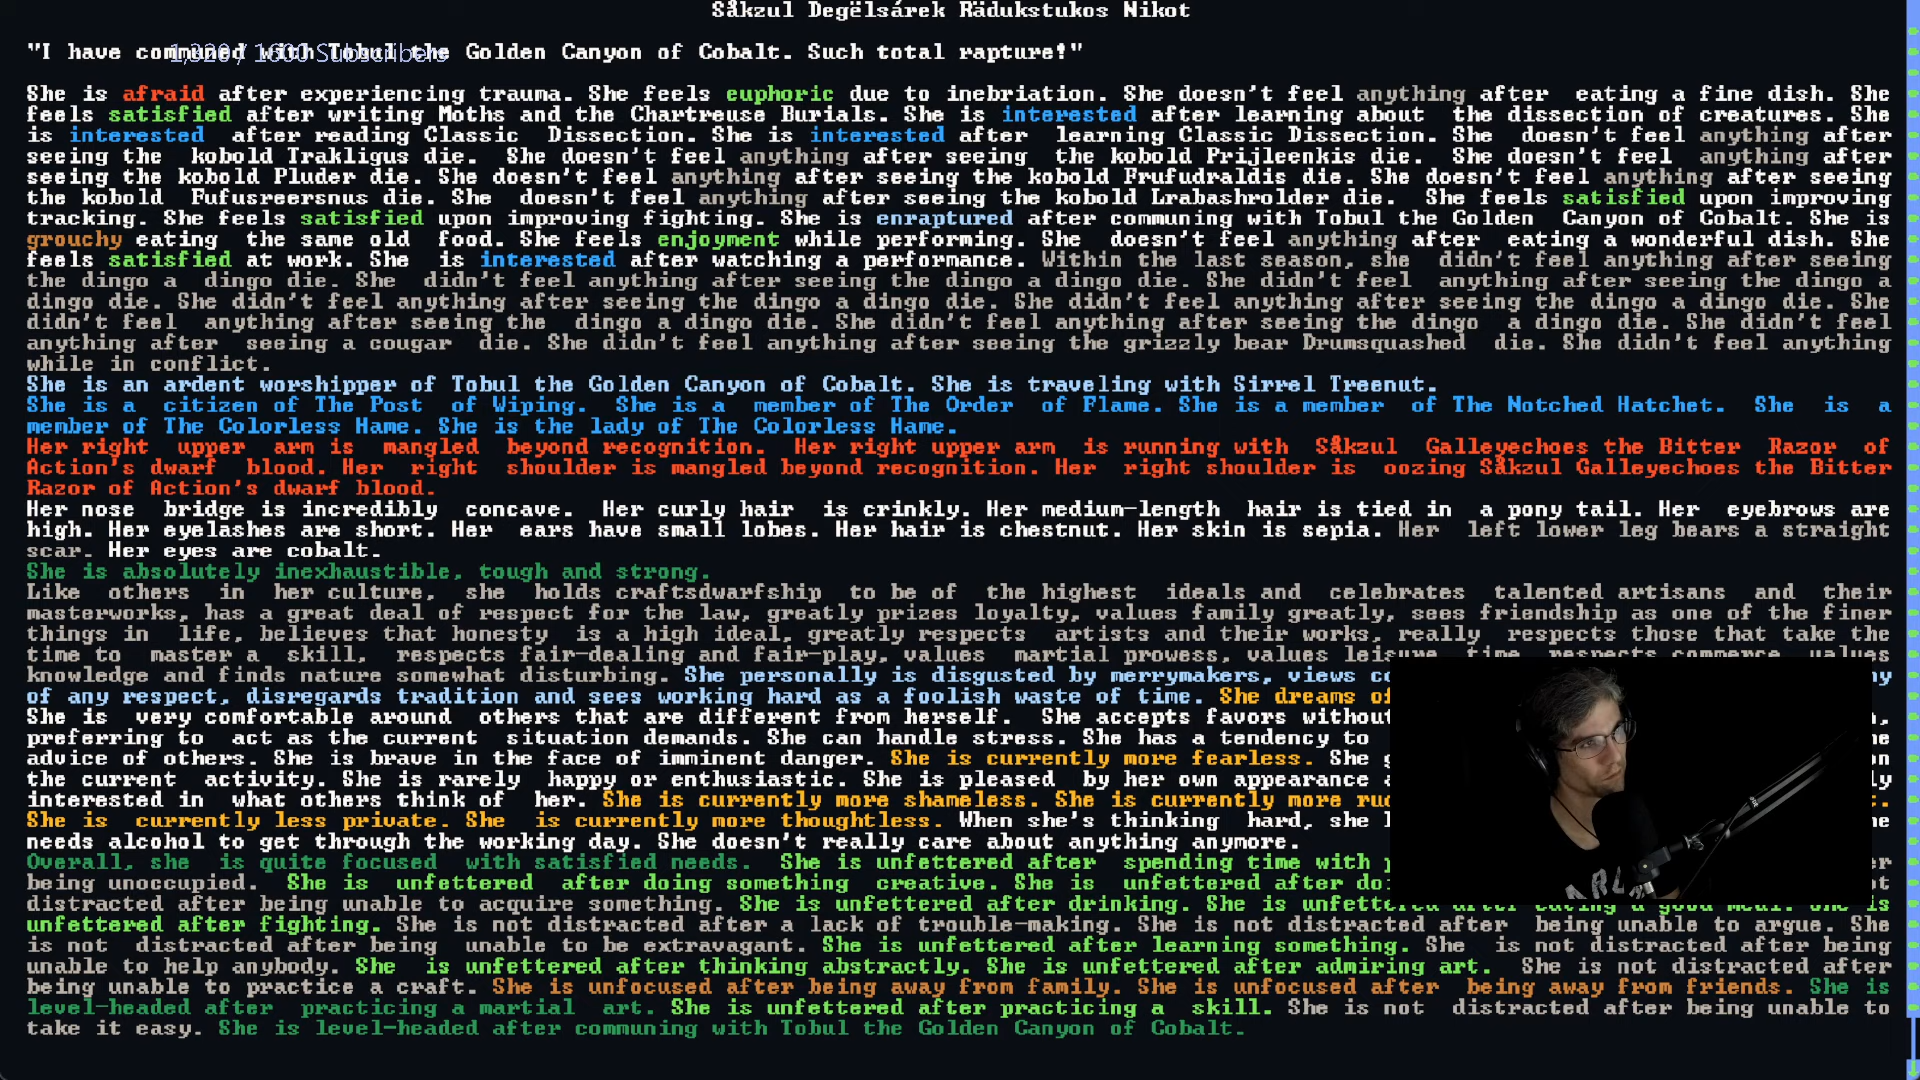 Såkzul Degëlsárek Rädukstukos Nikot
"I have communed with Tobul the Golden Canyon of Cobalt. Such total rapture!"
1,320 / 1600 Subscribers
She is afraid after experiencing trauma. She feels euphoric due to inebriation. She doesn't feel anything after eating a fine dish. She
feels satisfied after writing Moths and the Chartreuse Burials. She is interested after learning about the dissection of creatures. She
is interested after reading Classic Dissection. She is interested after learning Classic Dissection. She doesn't feel anything after
seeing the kobold Trakligus die. She doesn't feel anything after seeing the kobold Prijleenkis die. She doesn't feel anything after
seeing the kobold Pluder die. She doesn't feel anything after seeing the kobold Frufudraldis die. She doesn't feel anything after seeing
the kobold Fufusreersnus die. She doesn't feel anything after seeing the kobold Lrabashrolder die. She feels satisfied upon improving
tracking. She feels satisfied upon improving fighting. She is enraptured after communing with Tobul the Golden Canyon of Cobalt. She is
grouchy eating the same old food. She feels enjoyment while performing. She doesn't feel anything after eating a wonderful dish. She
feels satisfied at work. She is interested after watching a performance. Within the last season, she didn't feel anything after seeing
the dingo a dingo die. She didn't feel anything after seeing the dingo a dingo die. She didn't feel anything after seeing the dingo a
dingo die. She didn't feel anything after seeing the dingo a dingo die. She didn't feel anything after seeing the dingo a dingo die. She
didn't feel anything after seeing the dingo a dingo die. She didn't feel anything after seeing the dingo a dingo die. She didn't feel
anything after seeing a cougar die. She didn't feel anything after seeing the grizzly bear Drumsquashed die. She didn't feel anything
while in conflict.
She is an ardent worshipper of Tobul the Golden Canyon of Cobalt. She is traveling with Sirrel Treenut.
She is a citizen of The Post of Wiping. She is a member of The Order of Flame. She is a member of The Notched Hatchet. She is a
member of The Colorless Hame. She is the lady of The Colorless Hame.
Her right upper arm is mangled beyond recognition. Her right upper arm is running with Såkzul Galleyechoes the Bitter Razor of
Action's dwarf blood. Her right shoulder is mangled beyond recognition. Her right shoulder is oozing Såkzul Galleyechoes the Bitter
Razor of Action's dwarf blood.
Her nose bridge is incredibly concave. Her curly hair is crinkly. Her medium-length hair is tied in a pony tail. Her eyebrows are
high. Her eyelashes are short. Her ears have small lobes. Her hair is chestnut. Her skin is sepia. Her left lower leg bears a straight
scar. Her eyes are cobalt.
She is absolutely inexhaustible, tough and strong.
Like others in her culture, she holds craftsdwarfship to be of the highest ideals and celebrates talented artisans and their
masterworks, has a great deal of respect for the law, greatly prizes loyalty, values family greatly, sees friendship as one of the finer
things in life, believes that honesty is a high ideal, greatly respects artists and their works, really respects those that take the
time to master a skill, respects fair-dealing and fair-play, values martial prowess, values leisure time, respects commerce, values
knowledge and finds nature somewhat disturbing. She personally is disgusted by merrymakers, views
of any respect, disregards tradition and sees working hard as a foolish waste of time. She dreams of
She is very comfortable around others that are different from herself. She accepts favors without
preferring to act as the current situation demands. She can handle stress. She has a tendency to
advice of others. She is brave in the face of imminent danger. She is currently more fearless. She
the current activity. She is rarely happy or enthusiastic. She is pleased by her own appearance
interested in what others think of her. She is currently more shameless. She is currently more
She is currently less private. She is currently more thoughtless. When she's thinking hard, she
needs alcohol to get through the working day. She doesn't really care about anything anymore.
Overall, she is quite focused with satisfied needs. She is unfettered after spending time with
being unoccupied. She is unfettered after doing something creative. She is unfettered after
distracted after being unable to acquire something. She is unfettered after drinking. She is unfettered after eating a good meal. She is
unfettered after fighting. She is not distracted after a lack of trouble-making. She is not distracted after being unable to argue. She
is not distracted after being unable to be extravagant. She is unfettered after learning something. She is not distracted after being
unable to help anybody. She is unfettered after thinking abstractly. She is unfettered after admiring art. She is not distracted after
being unable to practice a craft. She is unfocused after being away from family. She is unfocused after being away from friends. She is
level-headed after practicing a martial art. She is unfettered after practicing a skill. She is not distracted after being unable to
take it easy. She is level-headed after communing with Tobul the Golden Canyon of Cobalt.